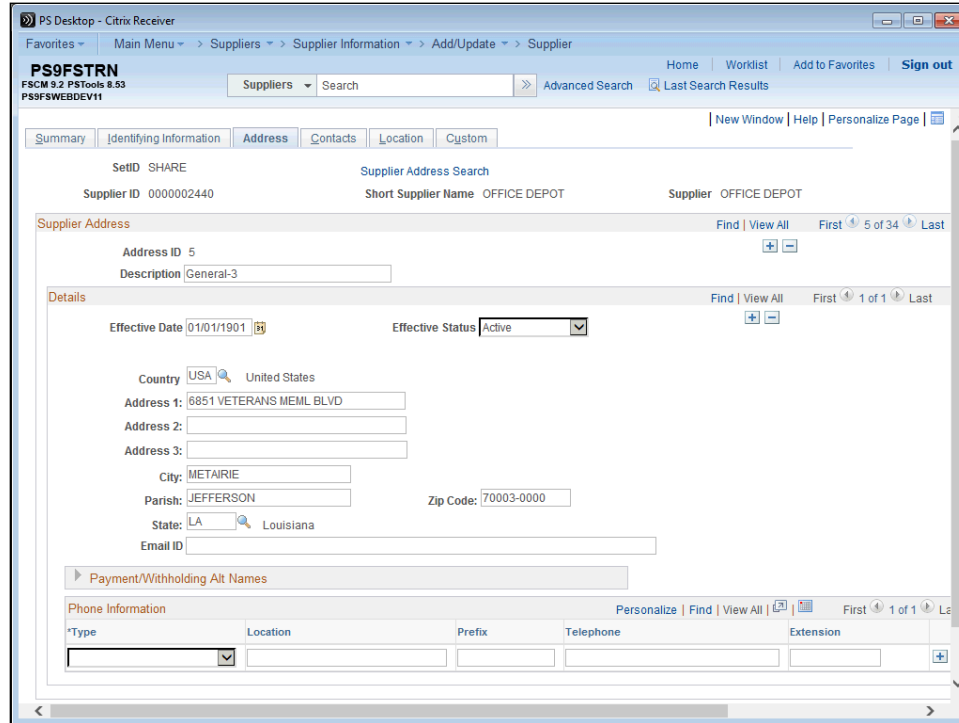 PS Desktop - Citrix Receiver
Favorites Main Menu > Suppliers > Supplier Information > Add/Update > Supplier
PS9FSTRN
FSCM 9.2 PSTools 8.53
PS9FSWEBDEV11
Suppliers Search » Advanced Search Last Search Results
Home Worklist Add to Favorites Sign out
New Window | Help | Personalize Page |
Summary Identifying Information Address Contacts Location Custom
SetID SHARE Supplier Address Search
Supplier ID 0000002440 Short Supplier Name OFFICE DEPOT Supplier OFFICE DEPOT
Supplier Address Find | View All First 5 of 34 Last
Address ID 5
Description General-3
Details Find | View All First 1 of 1 Last
Effective Date 01/01/1901 31 Effective Status Active
Country USA United States
Address 1: 6851 VETERANS MEML BLVD
Address 2:
Address 3:
City: METAIRIE
Parish: JEFFERSON Zip Code: 70003-0000
State: LA Louisiana
Email ID
Payment/Withholding Alt Names
Phone Information Personalize | Find | View All | | First 1 of 1 La
*Type Location Prefix Telephone Extension